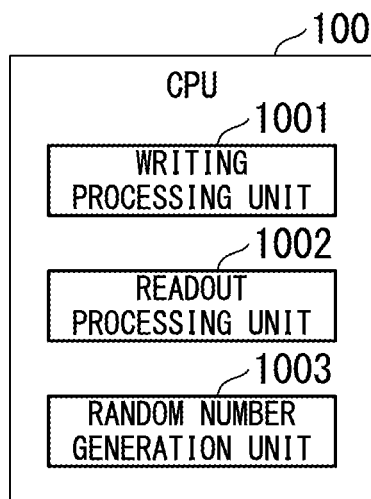 100
CPU
1001
WRITING
PROCESSING UNIT
1002
READOUT
PROCESSING UNIT
1003
RANDOM NUMBER
GENERATION UNIT